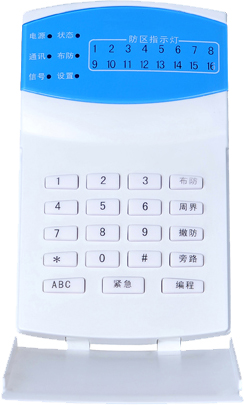 电源 状态
防区指示灯
1 2 3 4 5 6 7 8
通讯 布防
9 10 11 12 13 14 15 16
信号 设置
1 2 3 布防
4 5 6 周界
7 8 9 撤防
* 0 # 旁路
ABC 紧急 编程